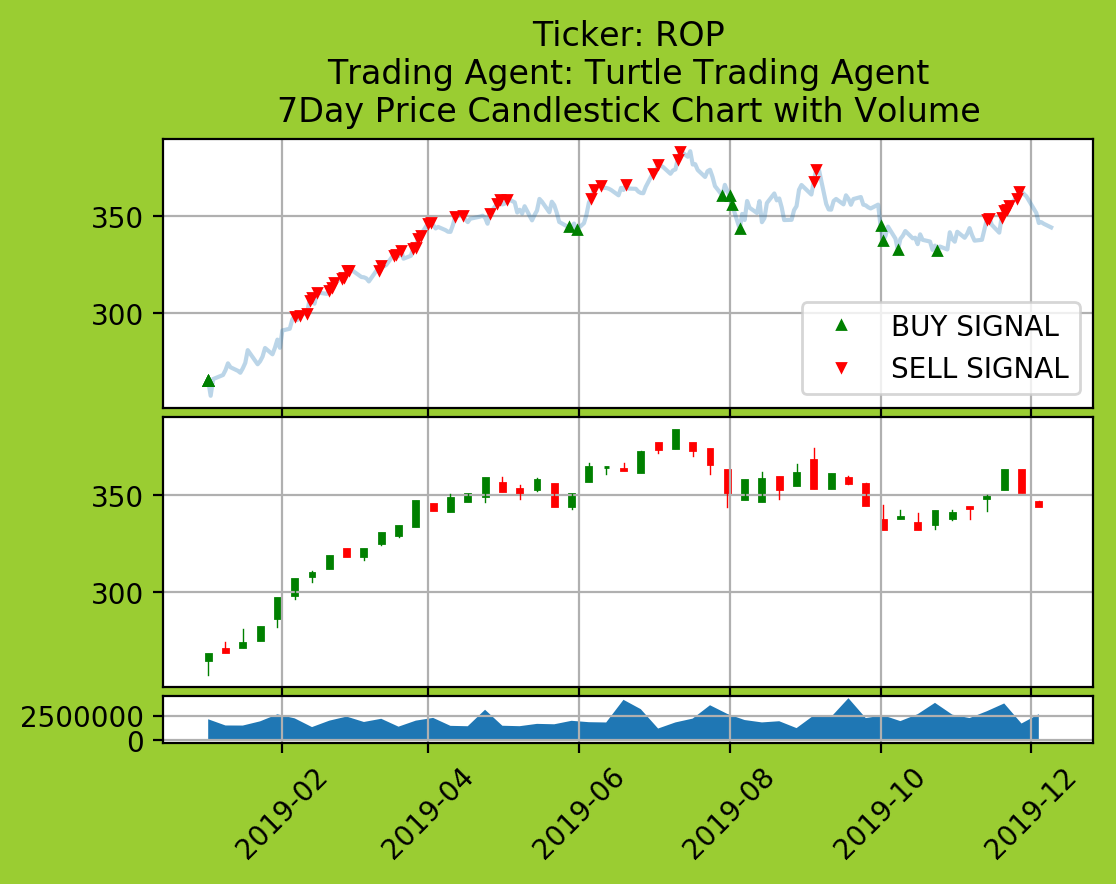 Ticker: ROP
Trading Agent: Turtle Trading Agent
7Day Price Candlestick Chart with Volume
350
300
BUY SIGNAL
SELL SIGNAL
350
300
2500000
0
2019-02
2019-04
2019-06
2019-08
2019-10
2019-12